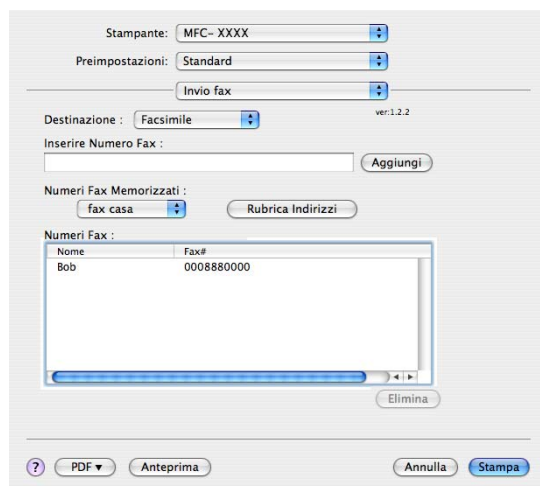 Stampante: MFC- XXXX
Preimpostazioni: Standard
Invio fax
ver:1.2.2
Destinazione : Facsimile
Inserire Numero Fax :
Aggiungi
Numeri Fax Memorizzati :
fax casa Rubrica Indirizzi
Numeri Fax :
Nome Fax#
Bob 0008880000
Elimina
? PDF ▼ Anteprima Annulla Stampa